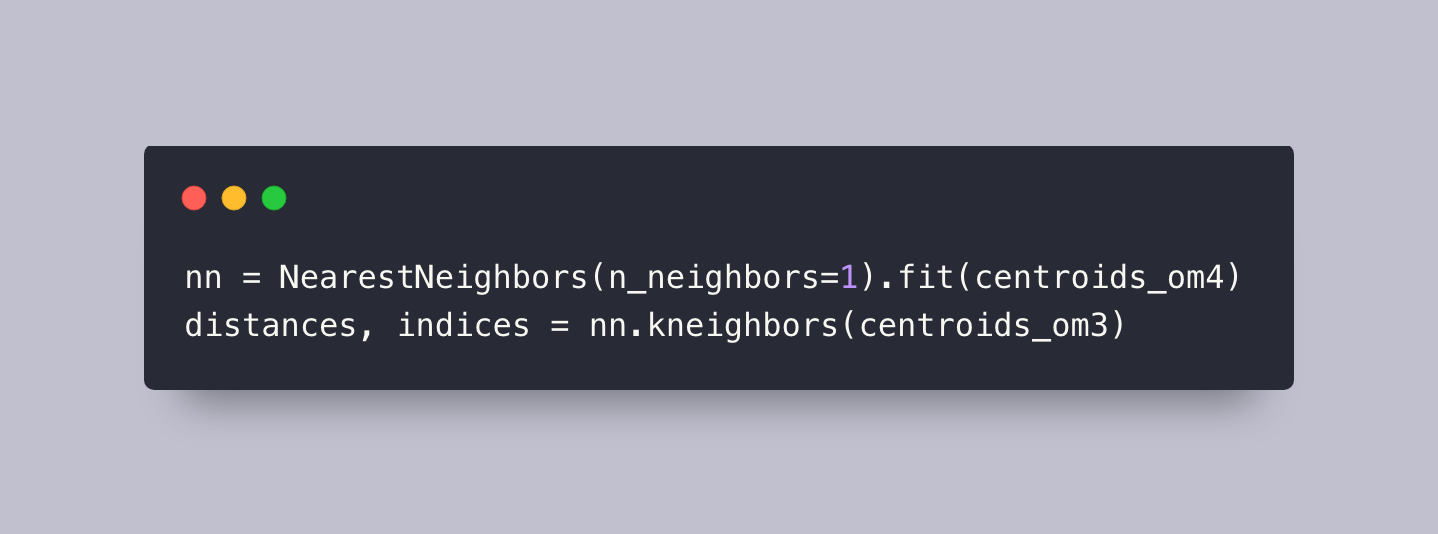 nn = NearestNeighbors(n_neighbors=1).fit(centroids_om4)
distances, indices = nn.kneighbors(centroids_om3)